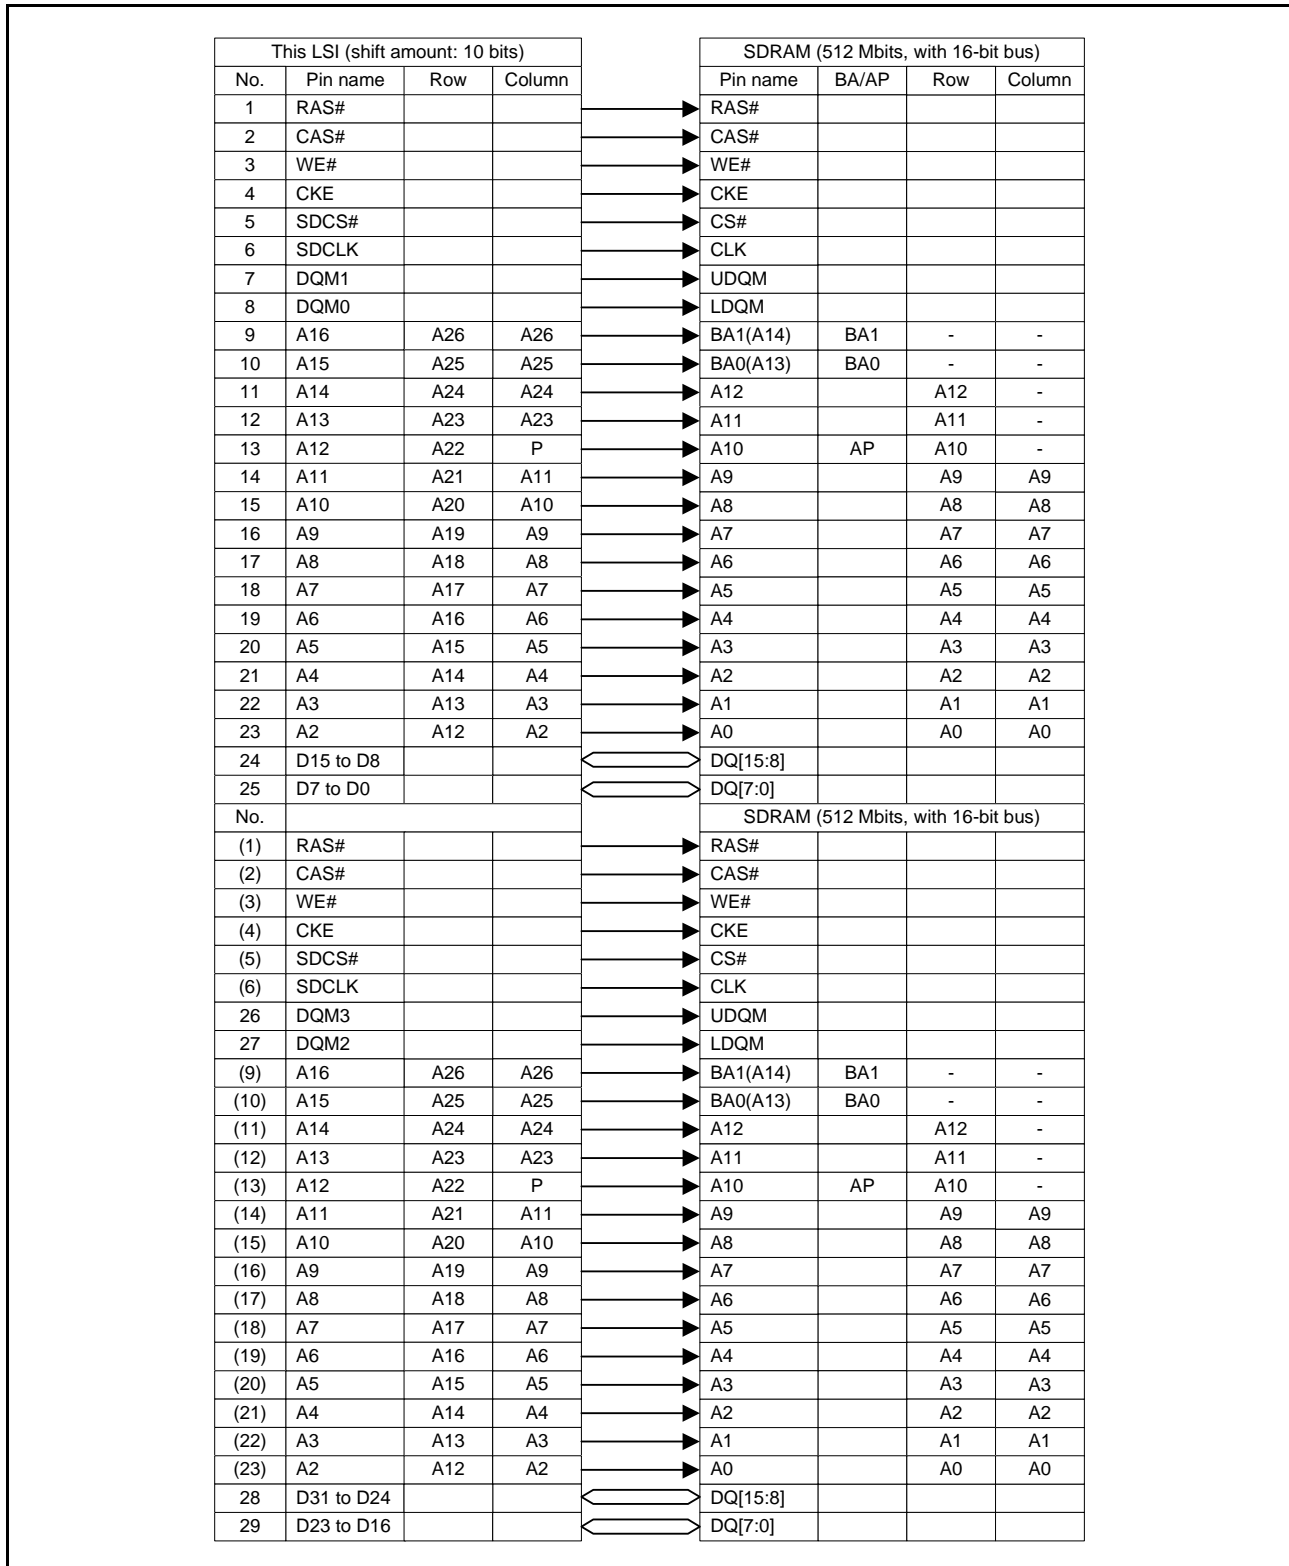 This LSI (shift amount: 10 bits) SDRAM (512 Mbits, with 16-bit bus)
No. Pin name Row Column Pin name BA/AP Row Column
1 RAS# RAS#
2 CAS# CAS#
3 WE# WE#
4 CKE CKE
5 SDCS# CS#
6 SDCLK CLK
7 DQM1 UDQM
8 DQM0 LDQM
9 A16 A26 A26 BA1(A14) BA1 - -
10 A15 A25 A25 BA0(A13) BA0 - -
11 A14 A24 A24 A12 A12 -
12 A13 A23 A23 A11 A11 -
13 A12 A22 P A10 AP A10 -
14 A11 A21 A11 A9 A9 A9
15 A10 A20 A10 A8 A8 A8
16 A9 A19 A9 A7 A7 A7
17 A8 A18 A8 A6 A6 A6
18 A7 A17 A7 A5 A5 A5
19 A6 A16 A6 A4 A4 A4
20 A5 A15 A5 A3 A3 A3
21 A4 A14 A4 A2 A2 A2
22 A3 A13 A3 A1 A1 A1
23 A2 A12 A2 A0 A0 A0
24 D15 to D8 DQ[15:8]
25 D7 to D0 DQ[7:0]
No. SDRAM (512 Mbits, with 16-bit bus)
(1) RAS# RAS#
(2) CAS# CAS#
(3) WE# WE#
(4) CKE CKE
(5) SDCS# CS#
(6) SDCLK CLK
26 DQM3 UDQM
27 DQM2 LDQM
(9) A16 A26 A26 BA1(A14) BA1 - -
(10) A15 A25 A25 BA0(A13) BA0 - -
(11) A14 A24 A24 A12 A12 -
(12) A13 A23 A23 A11 A11 -
(13) A12 A22 P A10 AP A10 -
(14) A11 A21 A11 A9 A9 A9
(15) A10 A20 A10 A8 A8 A8
(16) A9 A19 A9 A7 A7 A7
(17) A8 A18 A8 A6 A6 A6
(18) A7 A17 A7 A5 A5 A5
(19) A6 A16 A6 A4 A4 A4
(20) A5 A15 A5 A3 A3 A3
(21) A4 A14 A4 A2 A2 A2
(22) A3 A13 A3 A1 A1 A1
(23) A2 A12 A2 A0 A0 A0
28 D31 to D24 DQ[15:8]
29 D23 to D16 DQ[7:0]